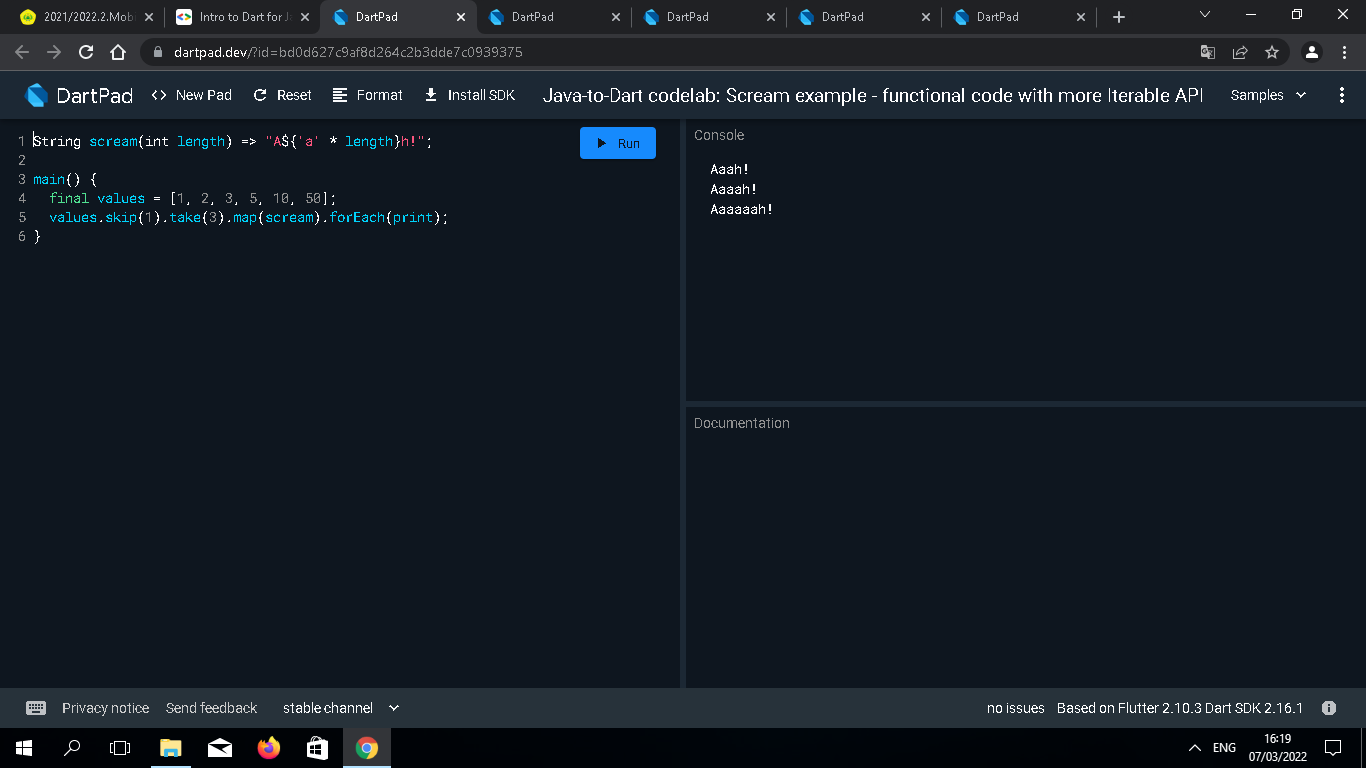 2021/2022.2.Mobi
Intro to Dart for Ja
DartPad
DartPad
DartPad
DartPad
DartPad
dartpad.dev/?id=bd0d627c9af8d264c2b3dde7c0939375
DartPad
<> New Pad
Reset
Format
Install SDK
Java-to-Dart codelab: Scream example - functional code with more Iterable API
Samples
1 String scream(int length) => "A${'a' * length}h!";
2
3 main() {
4   final values = [1, 2, 3, 5, 10, 50];
5   values.skip(1).take(3).map(scream).forEach(print);
6 }
Run
Console
Aaah!
Aaaah!
Aaaaaah!
Documentation
Privacy notice
Send feedback
stable channel
no issues
Based on Flutter 2.10.3 Dart SDK 2.16.1
ENG
16:19
07/03/2022